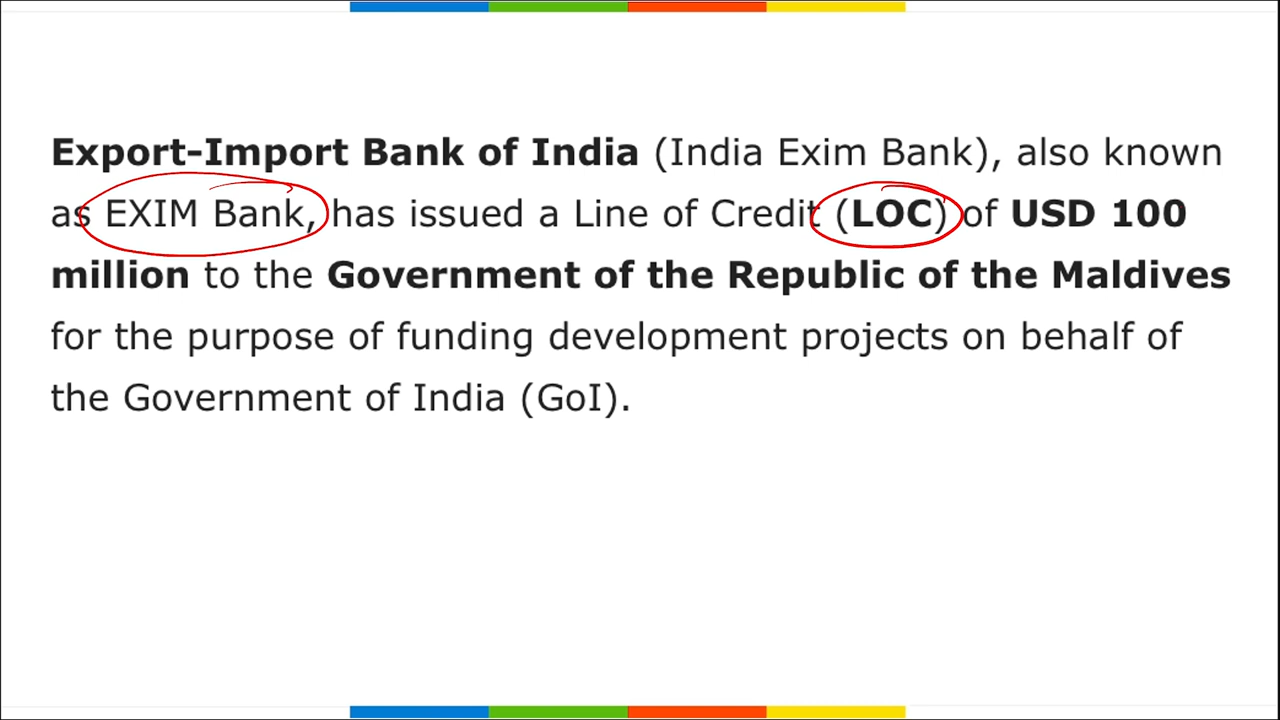 Export-Import Bank of India (India Exim Bank), also known
as EXIM Bank, has issued a Line of Credit (LOC) of USD 100
million to the Government of the Republic of the Maldives
for the purpose of funding development projects on behalf of
the Government of India (GoI).